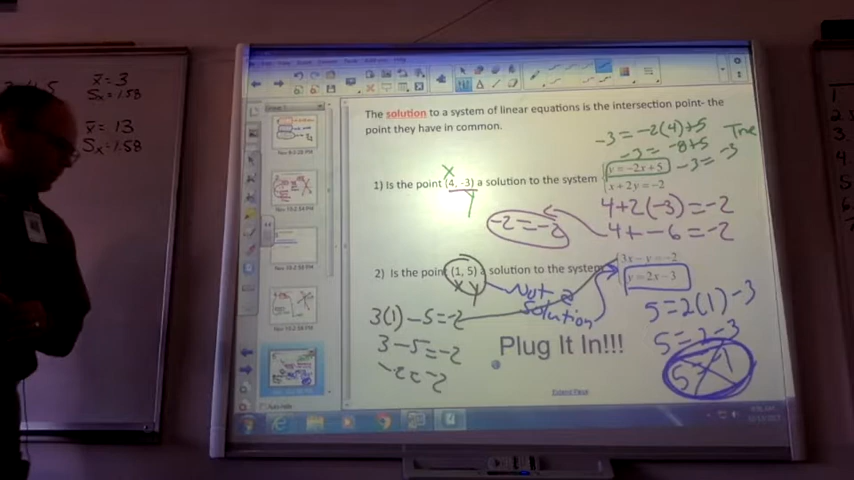 x̄ = 3
Sx = 1.58
x̄ = 13
Sx = 1.58
The solution to a system of linear equations is the intersection point- the
point they have in common.
-3 = -2(4)+5 True
-3 = -8+5
-3 = -3
X
1) Is the point (4, -3) a solution to the system
y = -2x + 5
x + 2y = -2
Y
4+2(-3) = -2
4+ - 6 = -2
-2 = -2
2) Is the point (1, 5) a solution to the system
3x - y = -2
y = 2x - 3
X Y
Not a
solution
3(1) - 5 = -2
3 - 5 = -2
-2 = -2
5 = 2(1) - 3
5 = 2 - 3
Plug It In!!!
Extend Page